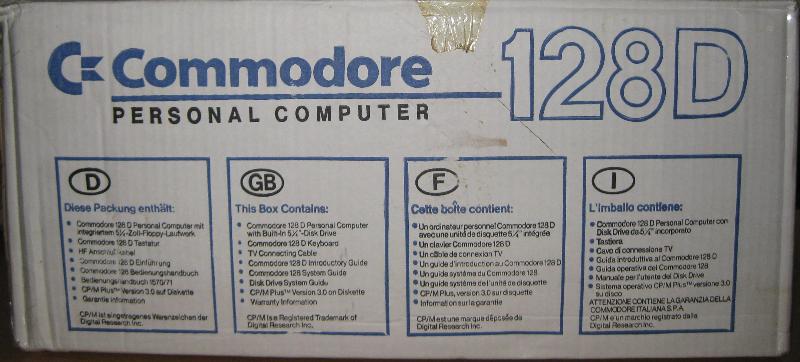 Commodore 128D
PERSONAL COMPUTER
D
Diese Packung enthält:
• Commodore 128 D Personal Computer mit
integriertem 5¼-Zoll-Floppy-Laufwerk
• Commodore 128 D Tastatur
• HF Anschlußkabel
• Commodore 128 D Einführung
• Commodore 128 Bedienungshandbuch
• Bedienungshandbuch 1570/71
• CP/M Plus™ Version 3.0 auf Diskette
• Garantie information
CP/M ist eingetragenes Warenzeichen der
Digital Research Inc.
GB
This Box Contains:
• Commodore 128 D Personal Computer
with Built-In 5¼"-Disk Drive
• Commodore 128 D Keyboard
• TV Connecting Cable
• Commodore 128 D Introductory Guide
• Commodore 128 System Guide
• Disk Drive System Guide
• CP/M Plus™ Version 3.0 on Diskette
• Warranty Information
CP/M is a Registered Trademark of
Digital Research Inc.
F
Cette boîte contient:
• Un ordinateur personnel Commodore 128 D
avec une unité de disquette 5¼" intégrée
• Un clavier Commodore 128 D
• Un câble de connexion TV
• Un guide d'introduction au Commodore 128 D
• Un guide système du Commodore 128
• Un guide système de l'unité de disquette
• CP/M Plus, version 3.0 sur disquette
• Information sur la garantie
CP/M est une marque déposée de
Digital Research Inc.
I
L'imballo contiene:
• Commodore 128 D Personal Computer con
Disk Drive da 5¼" incorporato
• Tastiera
• Cavo di connessione TV
• Guida introduttiva al Commodore 128 D
• Guida operativa del Commodore 128
• Manuale per l'utente del Disk Drive
• Sistema operativo CP/M Plus™ versione 3.0
su disco
ATTENZIONE CONTIENE LA GARANZIA DELLA
COMMODORE ITALIANA S.P.A.
CP/M è un marchio registrato dalla
Digital Research Inc.